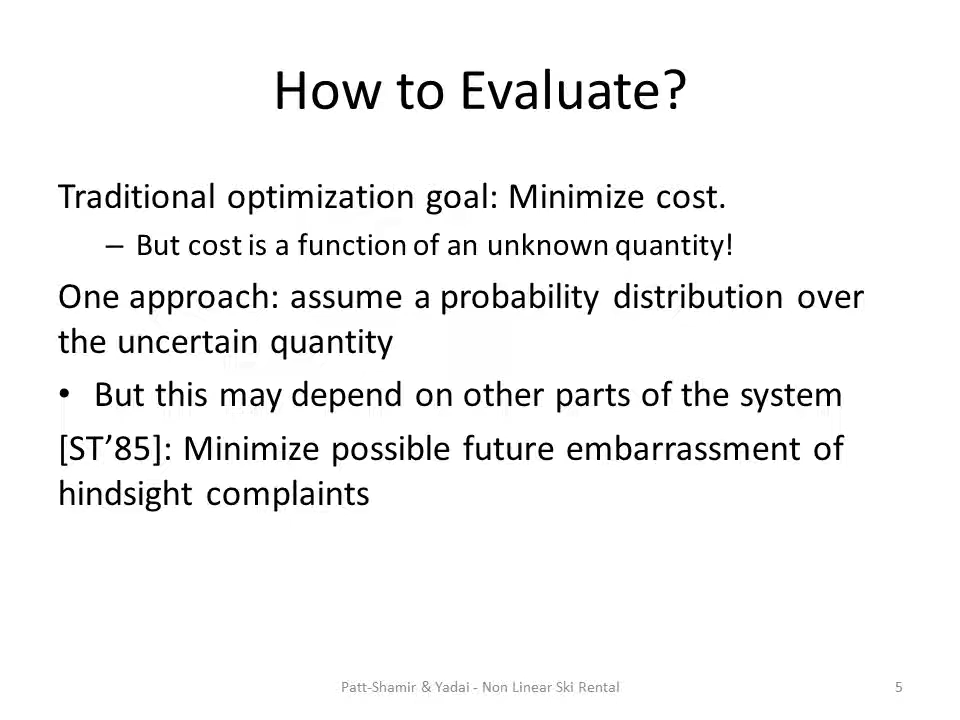 How to Evaluate?
Traditional optimization goal: Minimize cost.
– But cost is a function of an unknown quantity!
One approach: assume a probability distribution over
the uncertain quantity
• But this may depend on other parts of the system
[ST’85]: Minimize possible future embarrassment of
hindsight complaints
Patt-Shamir & Yadai - Non Linear Ski Rental
5